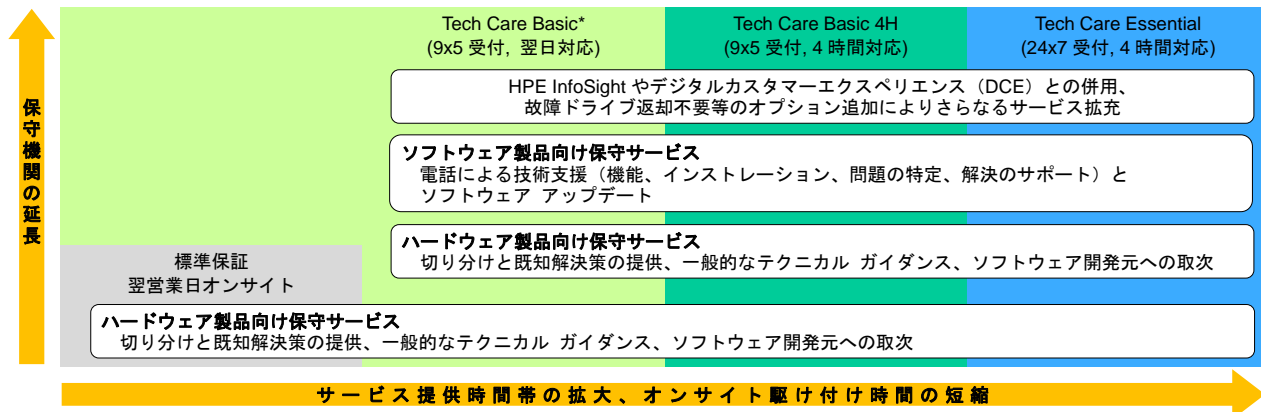 Tech Care Basic*
(9x5 受付, 翌日対応)
Tech Care Basic 4H
(9x5 受付, 4 時間対応)
Tech Care Essential
(24x7 受付, 4 時間対応)
HPE InfoSight やデジタルカスタマーエクスペリエンス（DCE）との併用、
故障ドライブ返却不要等のオプション追加によりさらなるサービス拡充
保守機関の延長
ソフトウェア製品向け保守サービス
電話による技術支援（機能、インストレーション、問題の特定、解決のサポート）と
ソフトウェア アップデート
ハードウェア製品向け保守サービス
切り分けと既知解決策の提供、一般的なテクニカル ガイダンス、ソフトウェア開発元への取次
標準保証
翌営業日オンサイト
ハードウェア製品向け保守サービス
切り分けと既知解決策の提供、一般的なテクニカル ガイダンス、ソフトウェア開発元への取次
サービス提供時間帯の拡大、オンサイト駆け付け時間の短縮